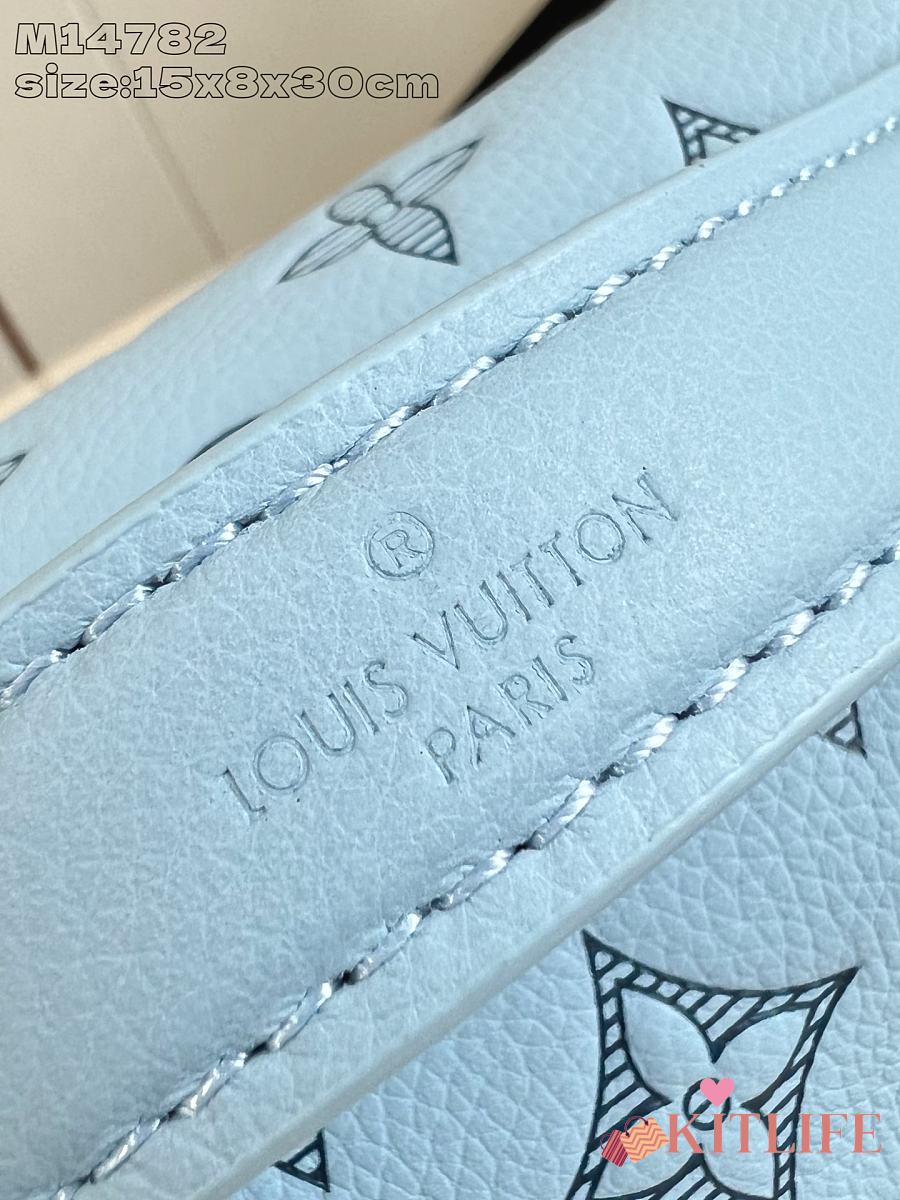 M14782
size:15x8x30cm
®
LOUIS VUITTON
PARIS
KITLIFE